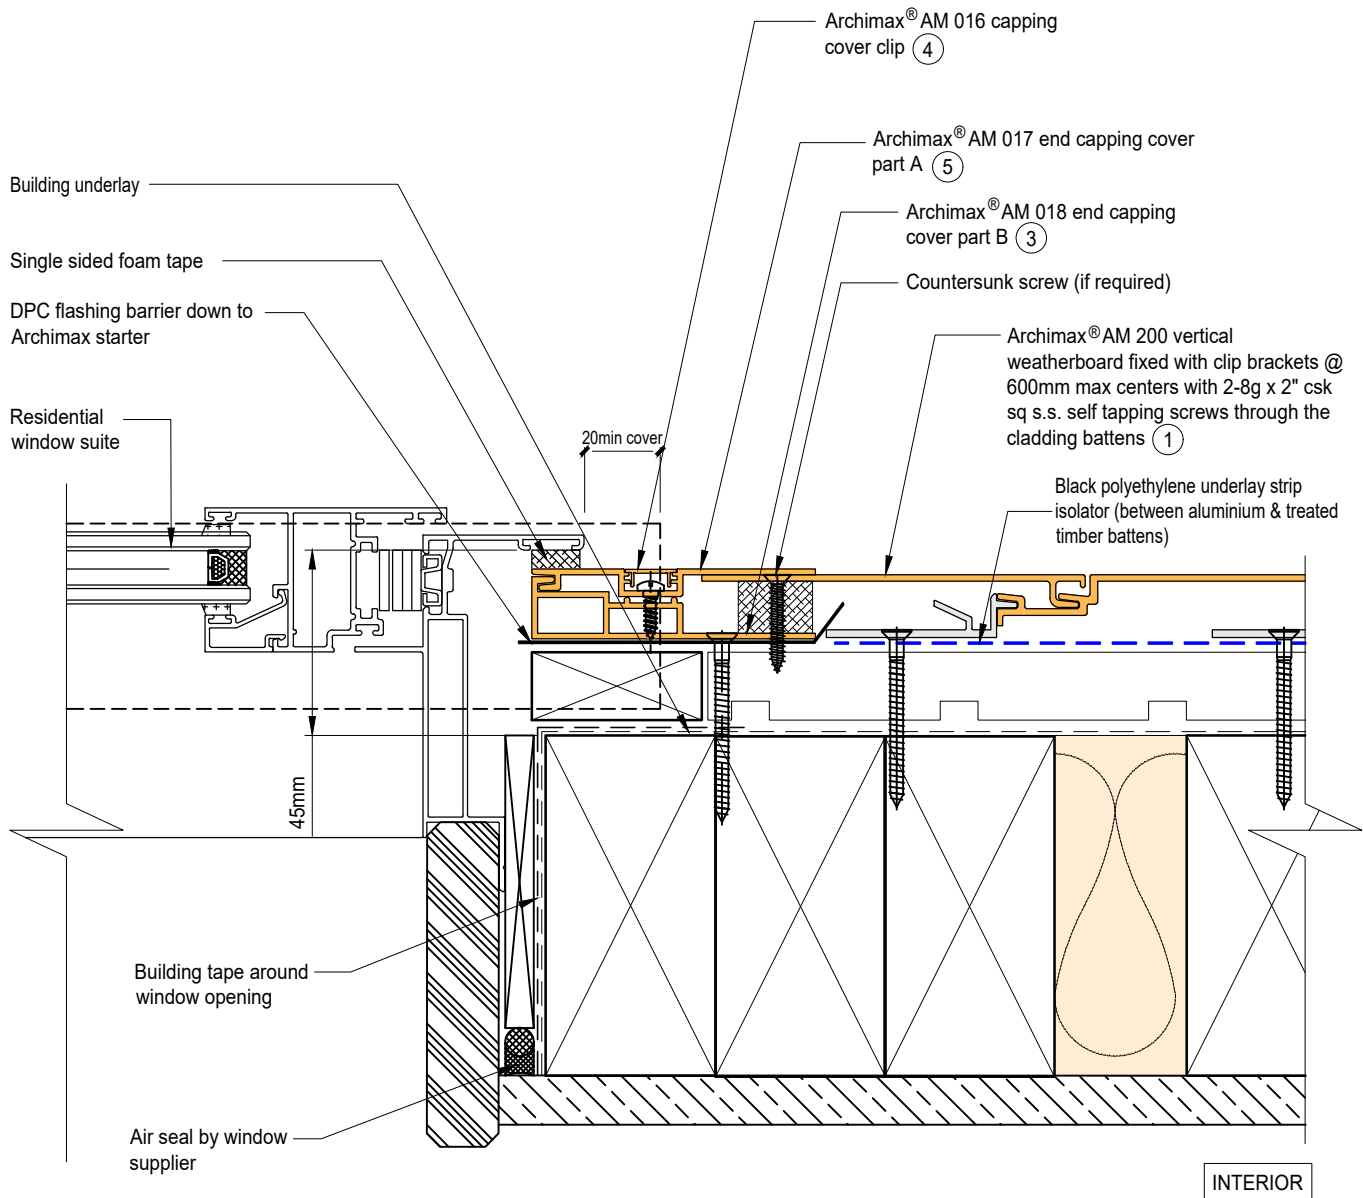 Archimax® AM 016 capping
cover clip 4
Archimax® AM 017 end capping cover
part A 5
Building underlay
Archimax® AM 018 end capping
cover part B 3
Single sided foam tape
Countersunk screw (if required)
DPC flashing barrier down to
Archimax starter
Archimax® AM 200 vertical
weatherboard fixed with clip brackets @
600mm max centers with 2-8g x 2" csk
sq s.s. self tapping screws through the
cladding battens 1
Residential
window suite
20min cover
Black polyethylene underlay strip
isolator (between aluminium & treated
timber battens)
45mm
Building tape around
window opening
Air seal by window
supplier
INTERIOR